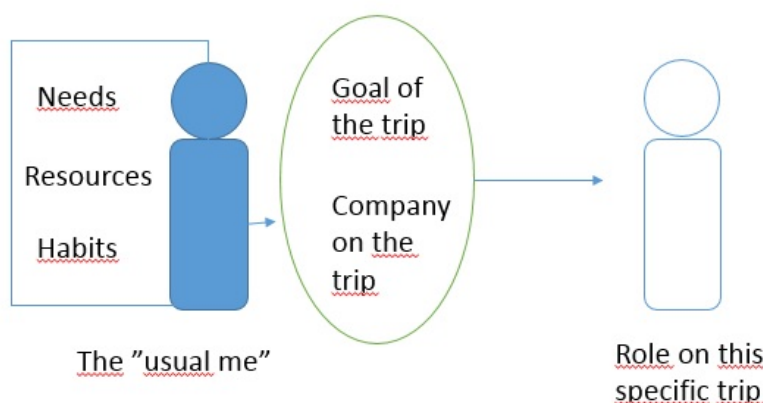 Needs
Resources
Habits
The ”usual me”
Goal of
the trip
Company
on the
trip
Role on this
specific trip